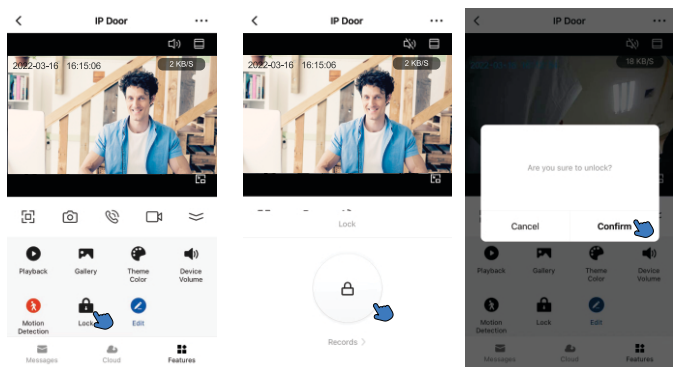 IP Door
2022-03-16 16:15:06
2 KB/S
Playback
Gallery
Theme
Color
Device
Volume
Motion
Detection
Lock
Edit
Messages
Cloud
Features
IP Door
2022-03-16 16:15:06
2 KB/S
Lock
Records >
IP Door
18 KB/S
Are you sure to unlock?
Cancel
Confirm
Playback
Gallery
Theme
Color
Device
Volume
Motion
Detection
Lock
Edit
Messages
Cloud
Features